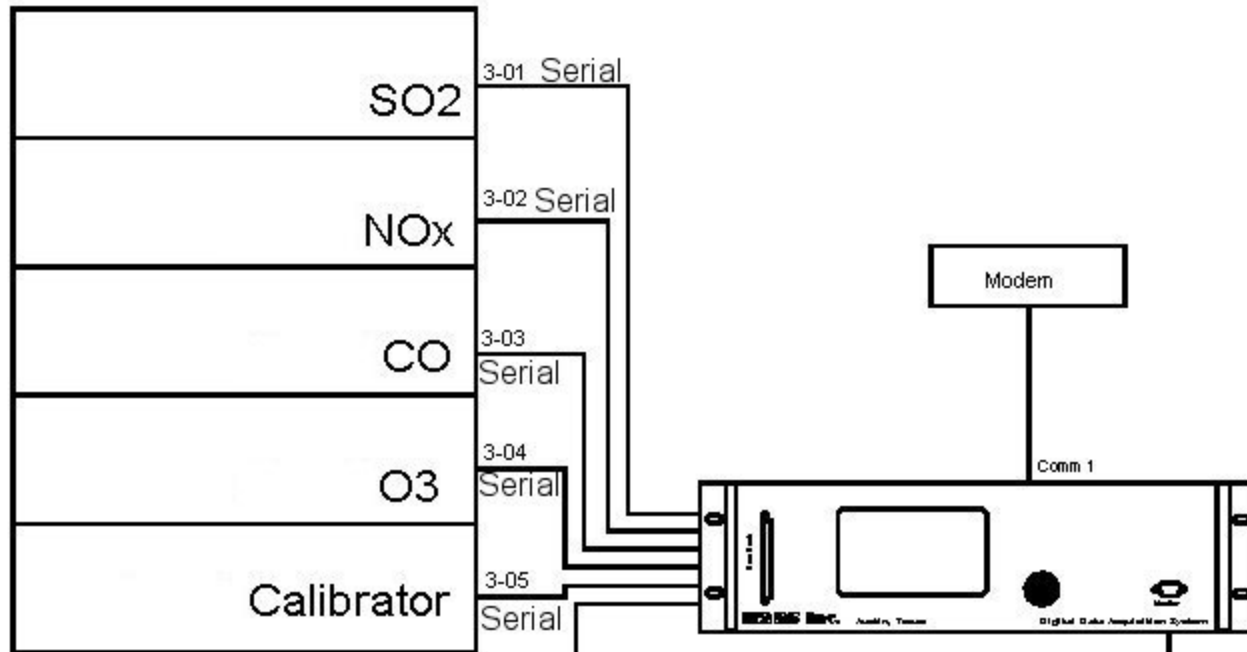 3-01 Serial
SO2
3-02 Serial
NOx
3-03
Serial
CO
3-04
Serial
O3
3-05
Serial
Calibrator
Modem
Comm 1
Inc. Austin, Texas
Digital Data Acquisition System